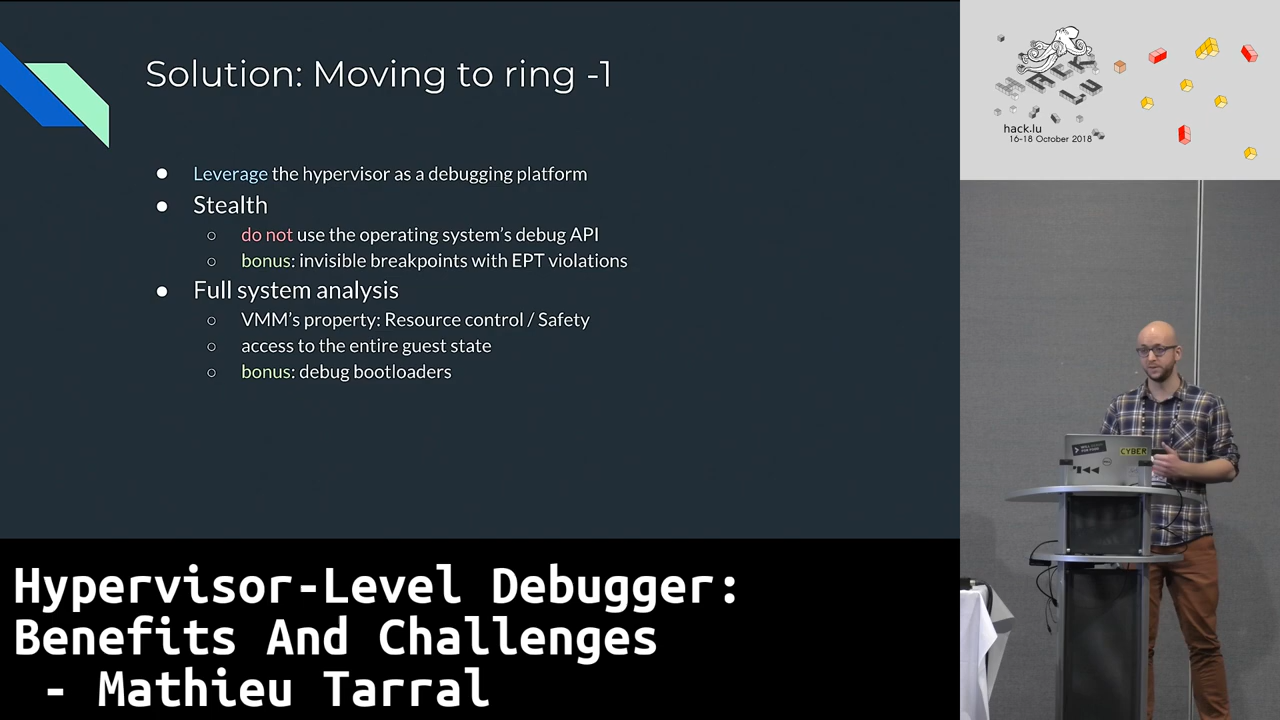 Solution: Moving to ring -1
● Leverage the hypervisor as a debugging platform
● Stealth
○ do not use the operating system's debug API
○ bonus: invisible breakpoints with EPT violations
● Full system analysis
○ VMM's property: Resource control / Safety
○ access to the entire guest state
○ bonus: debug bootloaders
HACK
LU
hack.lu
16-18 October 2018
CYBER
Hypervisor-Level Debugger:
Benefits And Challenges
- Mathieu Tarral